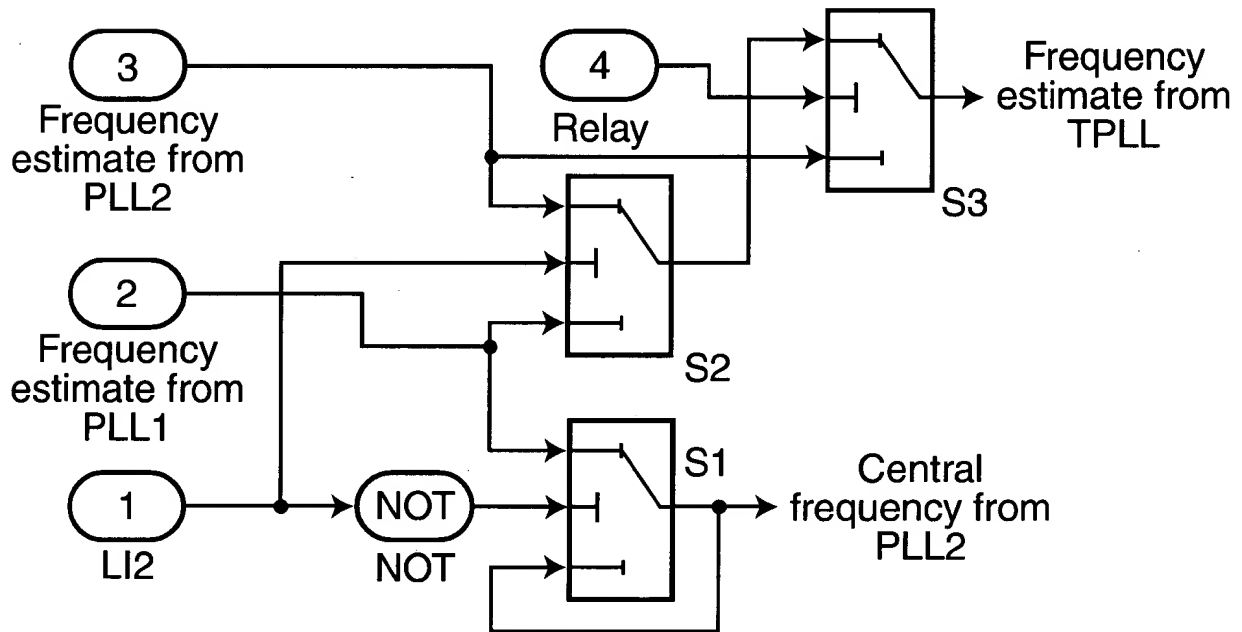 3
Frequency
estimate from
PLL2
4
Relay
Frequency
estimate from
TPLL
S3
S2
2
Frequency
estimate from
PLL1
S1
1
LI2
NOT
NOT
Central
frequency from
PLL2